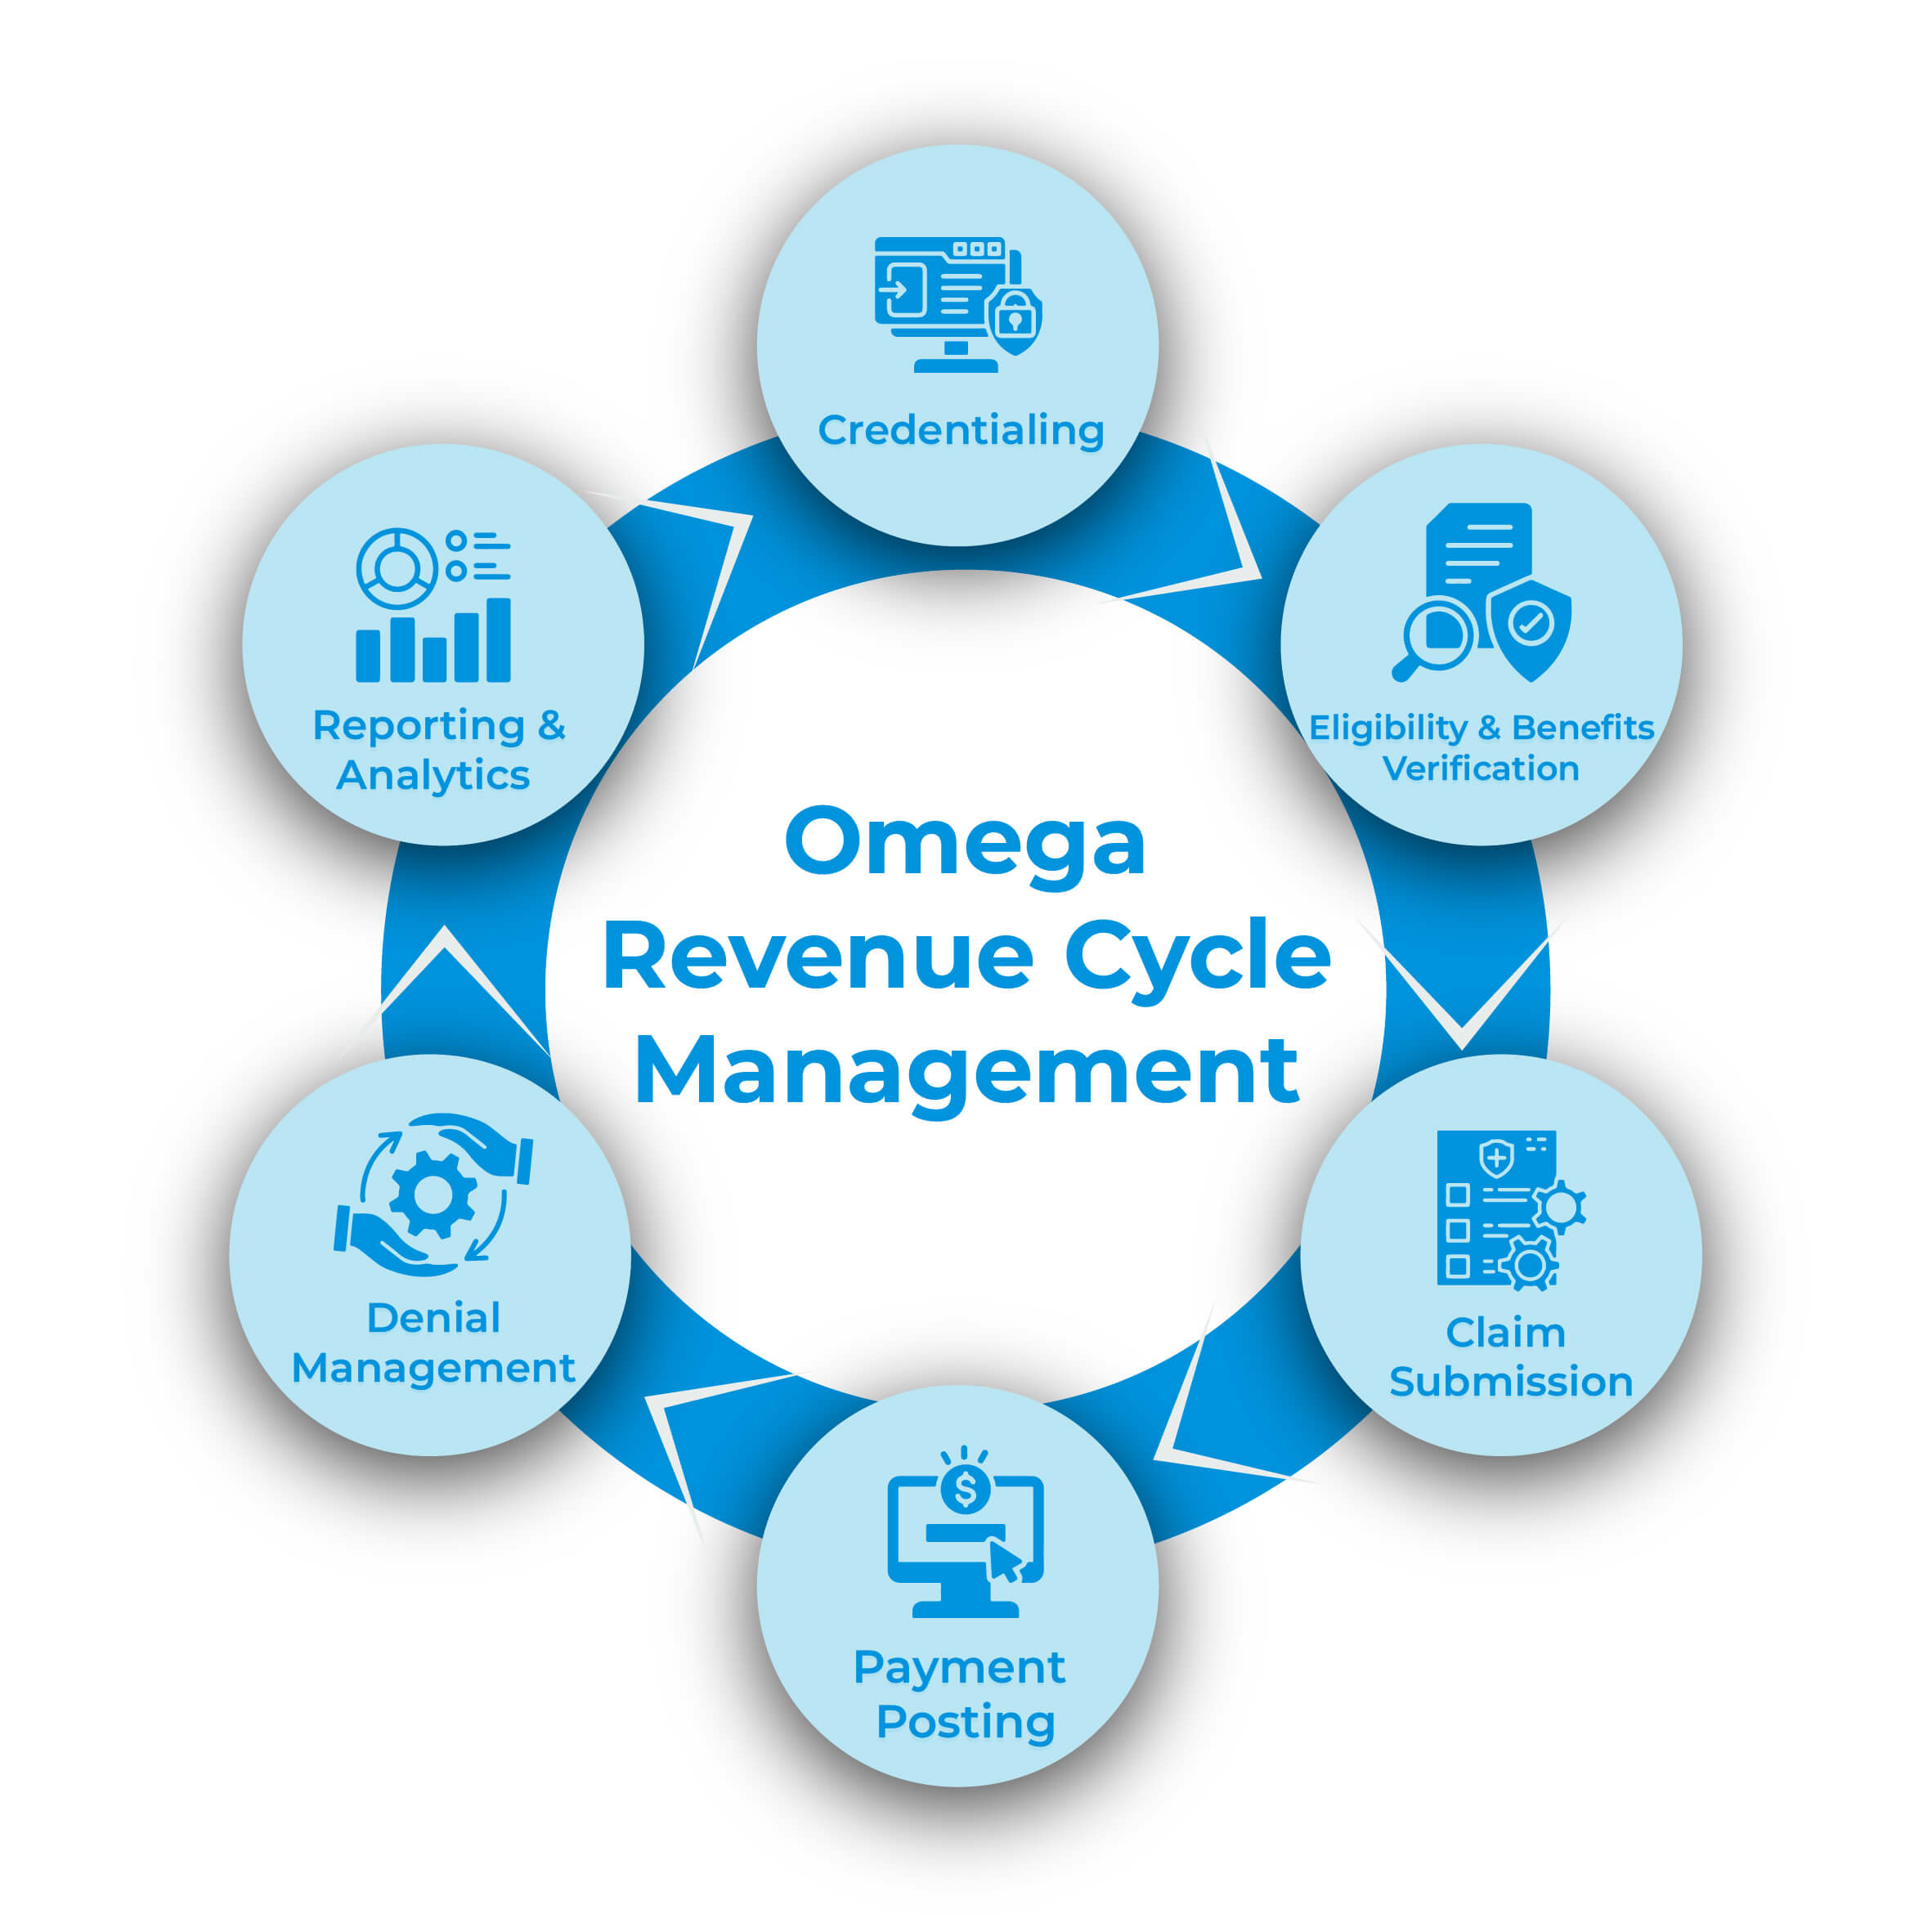 Credentialing
Eligibility & Benefits
Verification
Claim
Submission
Payment
Posting
Denial
Management
Reporting &
Analytics
Omega
Revenue Cycle
Management